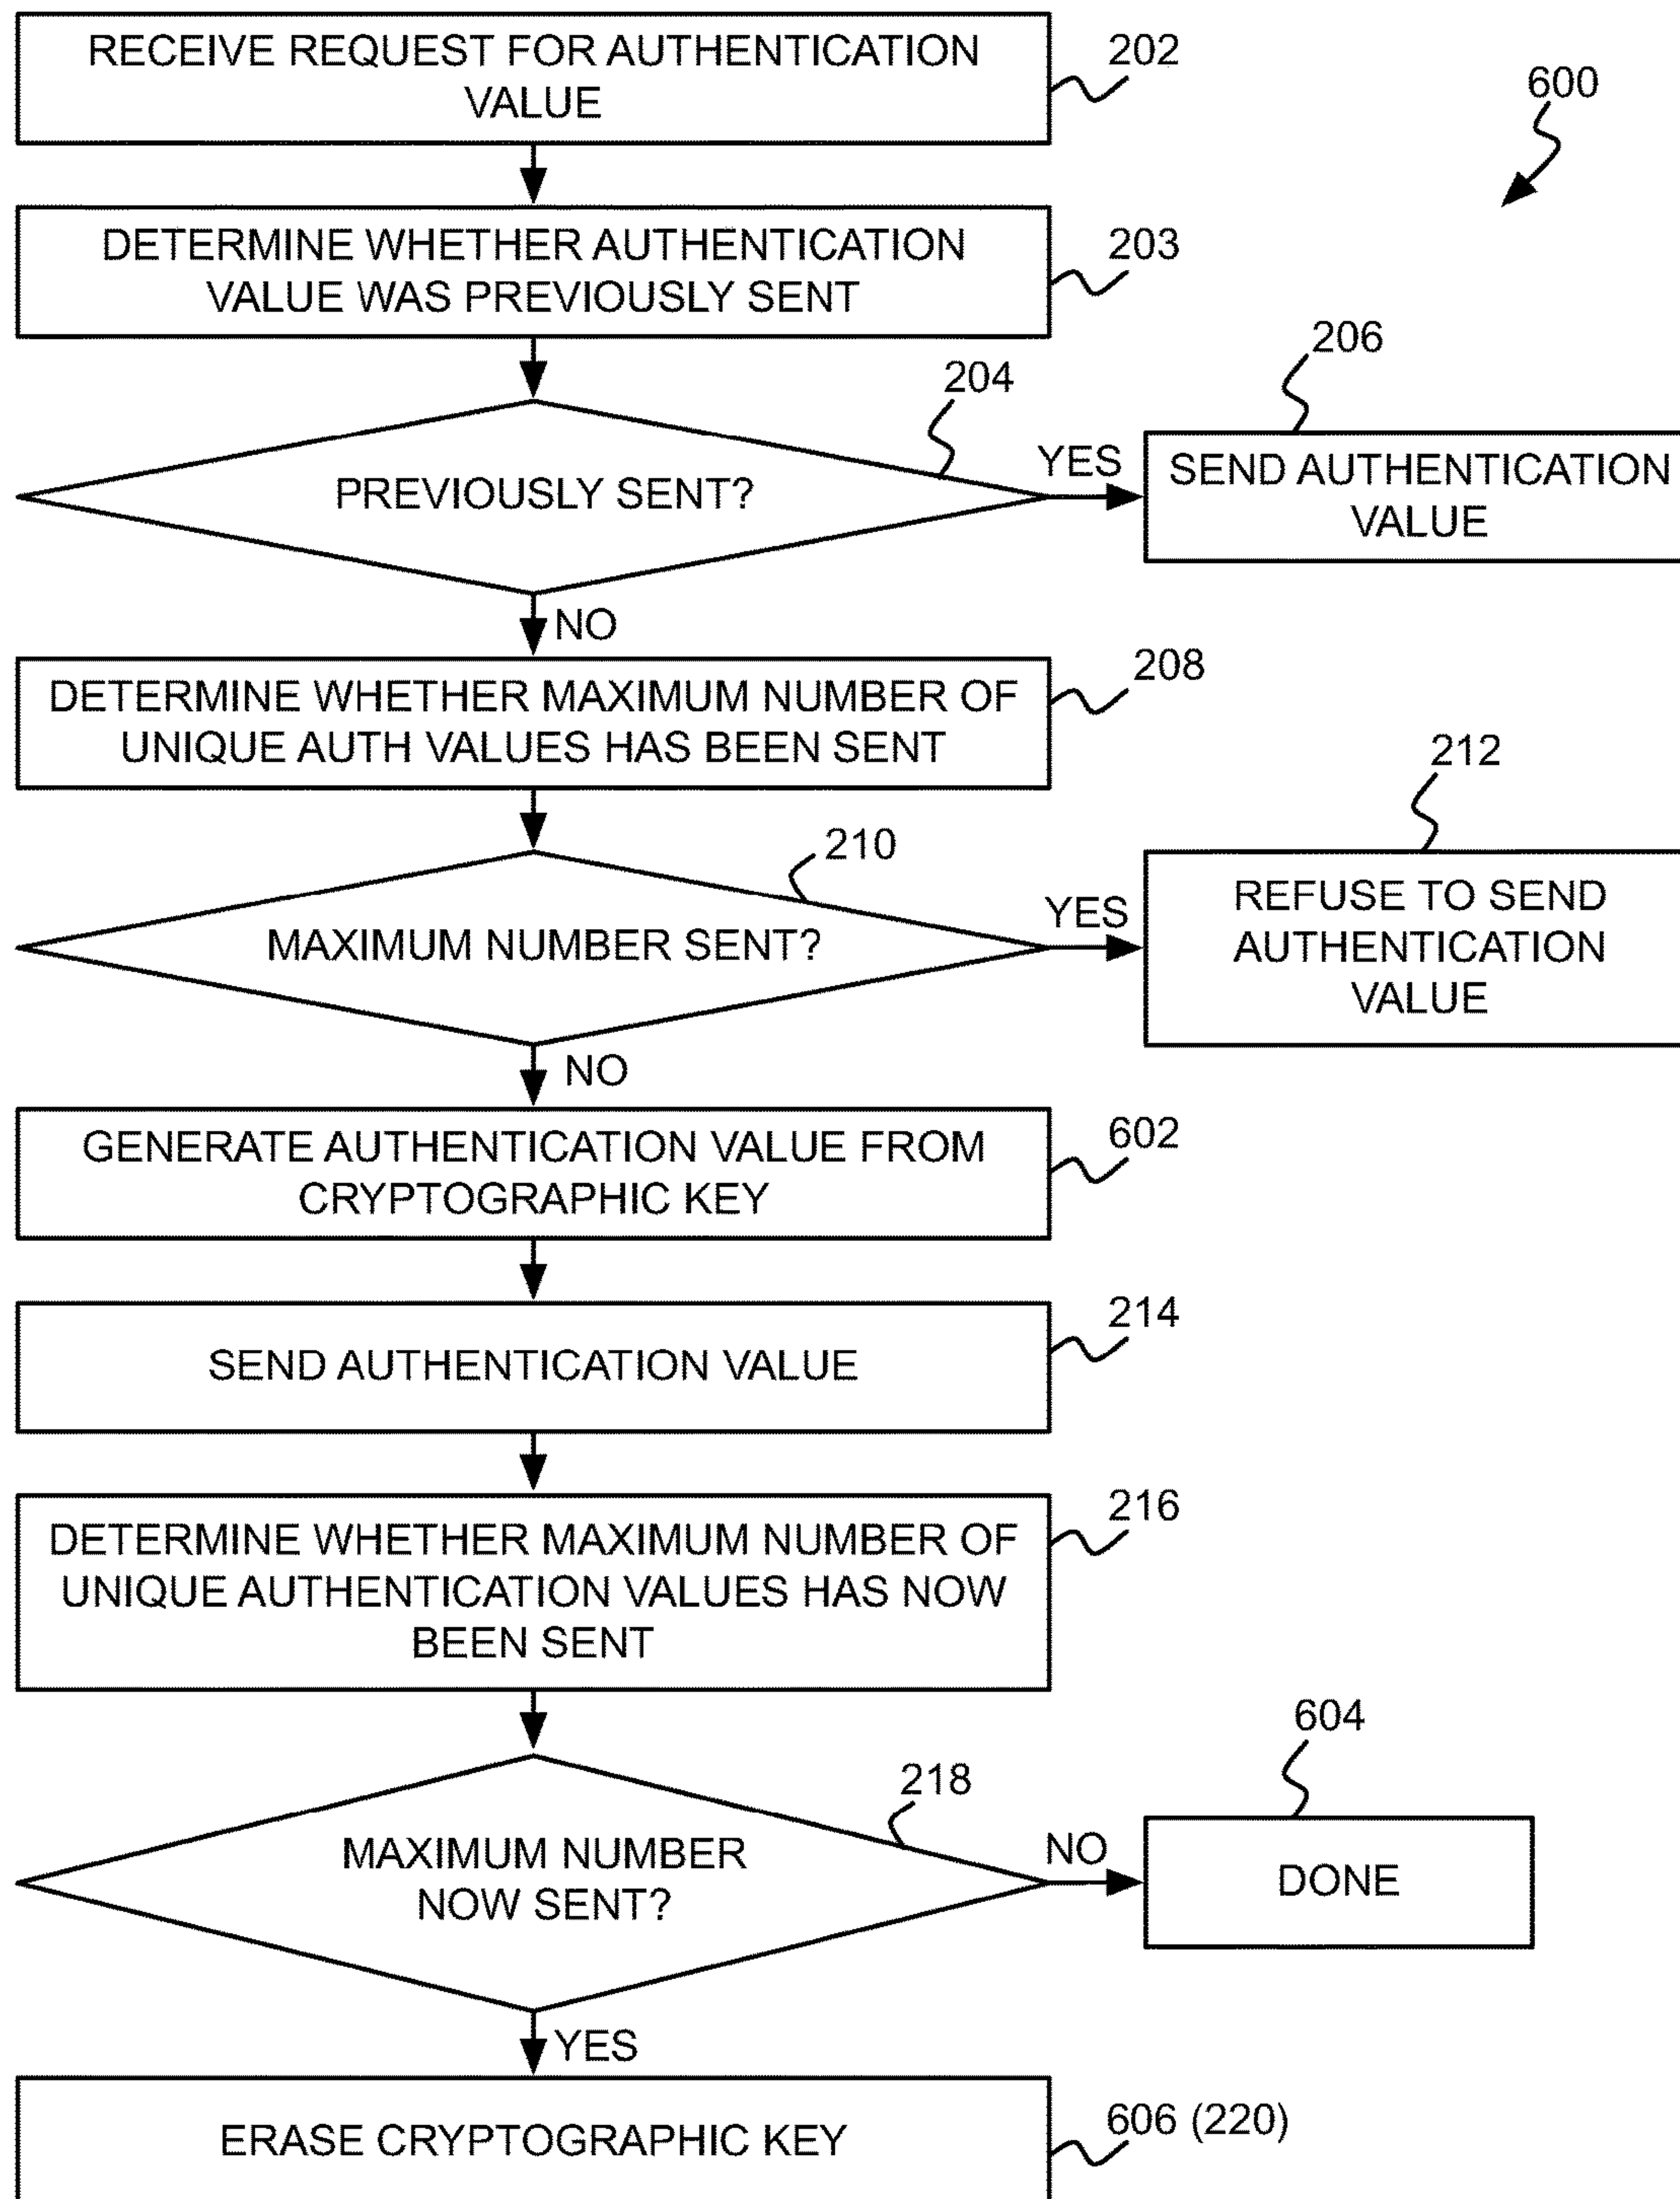 RECEIVE REQUEST FOR AUTHENTICATION
VALUE
202
600
DETERMINE WHETHER AUTHENTICATION
VALUE WAS PREVIOUSLY SENT
203
204
206
PREVIOUSLY SENT?
YES
SEND AUTHENTICATION
VALUE
NO
DETERMINE WHETHER MAXIMUM NUMBER OF
UNIQUE AUTH VALUES HAS BEEN SENT
208
210
212
MAXIMUM NUMBER SENT?
YES
REFUSE TO SEND
AUTHENTICATION
VALUE
NO
GENERATE AUTHENTICATION VALUE FROM
CRYPTOGRAPHIC KEY
602
SEND AUTHENTICATION VALUE
214
DETERMINE WHETHER MAXIMUM NUMBER OF
UNIQUE AUTHENTICATION VALUES HAS NOW
BEEN SENT
216
218
604
MAXIMUM NUMBER
NOW SENT?
NO
DONE
YES
ERASE CRYPTOGRAPHIC KEY
606 (220)